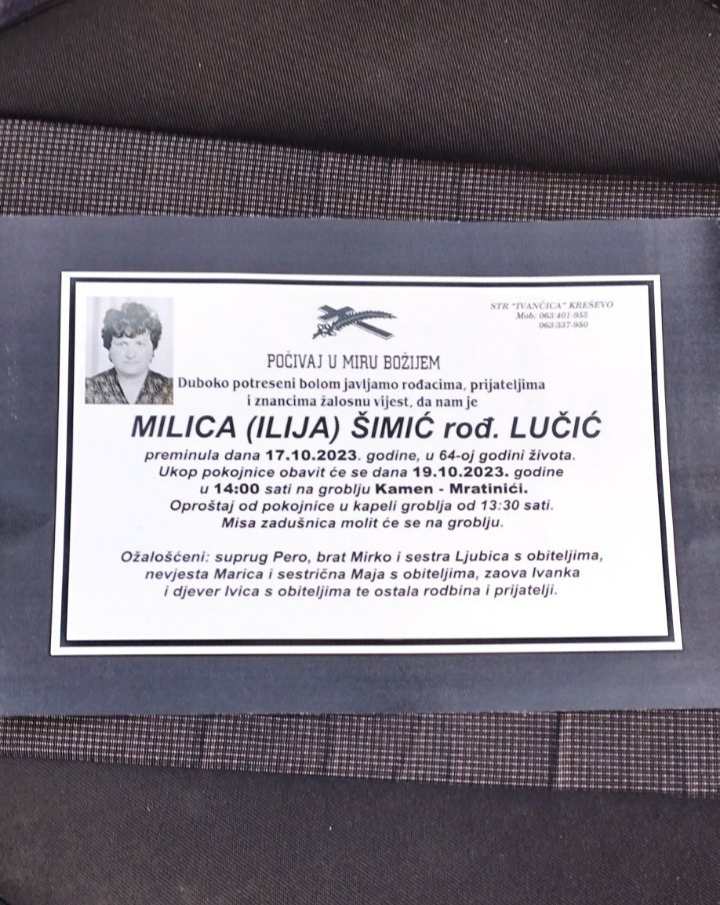 STR "IVANČICA" KREŠEVO
Mob: 063/401-953
063/337-950
POČIVAJ U MIRU BOŽIJEM
Duboko potreseni bolom javljamo rođacima, prijateljima
i znancima žalosnu vijest, da nam je
MILICA (ILIJA) ŠIMIĆ rođ. LUČIĆ
preminula dana 17.10.2023. godine, u 64-oj godini života.
Ukop pokojnice obavit će se dana 19.10.2023. godine
u 14:00 sati na groblju Kamen - Mratinići.
Oproštaj od pokojnice u kapeli groblja od 13:30 sati.
Misa zadušnica molit će se na groblju.
Ožalošćeni: suprug Pero, brat Mirko i sestra Ljubica s obiteljima,
nevjesta Marica i sestrična Maja s obiteljima, zaova Ivanka
i djever Ivica s obiteljima te ostala rodbina i prijatelji.